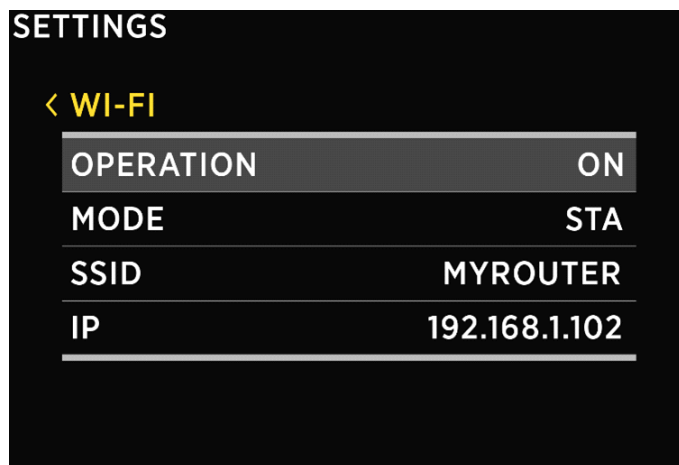 SETTINGS
< WI-FI
OPERATION ON
MODE STA
SSID MYROUTER
IP 192.168.1.102